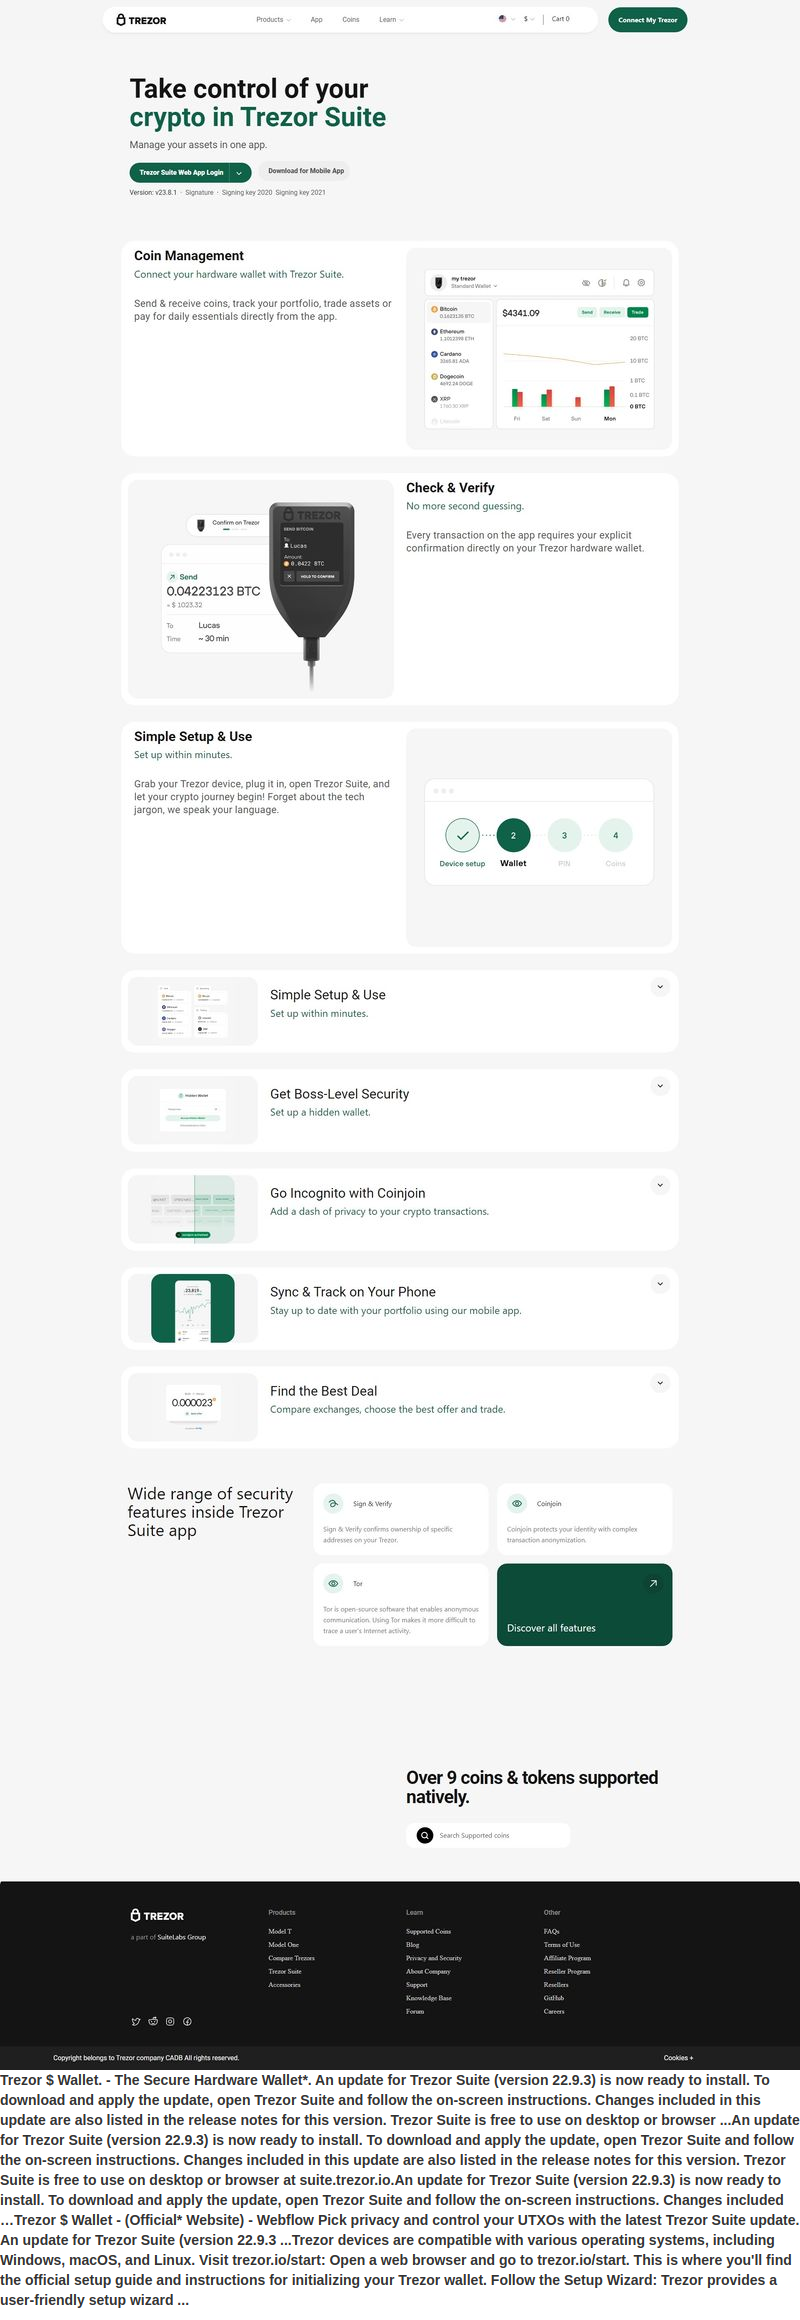 TREZOR
Products
App
Coins
Learn
$
Cart 0
Connect My Trezor
Take control of your
crypto in Trezor Suite
Manage your assets in one app.
Trezor Suite Web App Login
Download for Mobile App
Version: v23.8.1 · Signature · Signing key 2020 Signing key 2021
Coin Management
Connect your hardware wallet with Trezor Suite.
Send & receive coins, track your portfolio, trade assets or
pay for daily essentials directly from the app.
my trezor
Standard Wallet
Bitcoin
0.1623135 BTC
Ethereum
1.1012398 ETH
Cardano
3265.81 ADA
Dogecoin
4692.24 DOGE
XRP
1760.30 XRP
Litecoin
$4341.09
Send
Receive
Trade
20 BTC
10 BTC
1 BTC
0.1 BTC
0 BTC
Fri
Sat
Sun
Mon
Confirm on Trezor
Send
0.04223123 BTC
≈ $ 1023.32
To
Lucas
Time
~ 30 min
TREZOR
SEND BITCOIN
To:
Lucas
Amount:
0.0422 BTC
HOLD TO CONFIRM
Check & Verify
No more second guessing.
Every transaction on the app requires your explicit
confirmation directly on your Trezor hardware wallet.
Simple Setup & Use
Set up within minutes.
Grab your Trezor device, plug it in, open Trezor Suite, and
let your crypto journey begin! Forget about the tech
jargon, we speak your language.
2
3
4
Device setup
Wallet
PIN
Coins
Simple Setup & Use
Set up within minutes.
Hidden Wallet
Get Boss-Level Security
Set up a hidden wallet.
Go Incognito with Coinjoin
Add a dash of privacy to your crypto transactions.
Sync & Track on Your Phone
Stay up to date with your portfolio using our mobile app.
0.000023
Find the Best Deal
Compare exchanges, choose the best offer and trade.
Wide range of security
features inside Trezor
Suite app
Sign & Verify
Sign & Verify confirms ownership of specific
addresses on your Trezor.
Coinjoin
Coinjoin protects your identity with complex
transaction anonymization.
Tor
Tor is open-source software that enables anonymous
communication. Using Tor makes it more difficult to
trace a user's Internet activity.
Discover all features
Over 9 coins & tokens supported
natively.
Search Supported coins
TREZOR
a part of SuiteLabs Group
Products
Model T
Model One
Compare Trezors
Trezor Suite
Accessories
Learn
Supported Coins
Blog
Privacy and Security
About Company
Support
Knowledge Base
Forum
Other
FAQs
Terms of Use
Affiliate Program
Reseller Program
Resellers
GitHub
Careers
Copyright belongs to Trezor company CADB All rights reserved.
Cookies +
Trezor $ Wallet. - The Secure Hardware Wallet*. An update for Trezor Suite (version 22.9.3) is now ready to install. To
download and apply the update, open Trezor Suite and follow the on-screen instructions. Changes included in this
update are also listed in the release notes for this version. Trezor Suite is free to use on desktop or browser ...An update
for Trezor Suite (version 22.9.3) is now ready to install. To download and apply the update, open Trezor Suite and follow
the on-screen instructions. Changes included in this update are also listed in the release notes for this version. Trezor
Suite is free to use on desktop or browser at suite.trezor.io.An update for Trezor Suite (version 22.9.3) is now ready to
install. To download and apply the update, open Trezor Suite and follow the on-screen instructions. Changes included
…Trezor $ Wallet - (Official* Website) - Webflow Pick privacy and control your UTXOs with the latest Trezor Suite update.
An update for Trezor Suite (version 22.9.3 ...Trezor devices are compatible with various operating systems, including
Windows, macOS, and Linux. Visit trezor.io/start: Open a web browser and go to trezor.io/start. This is where you'll find
the official setup guide and instructions for initializing your Trezor wallet. Follow the Setup Wizard: Trezor provides a
user-friendly setup wizard ...